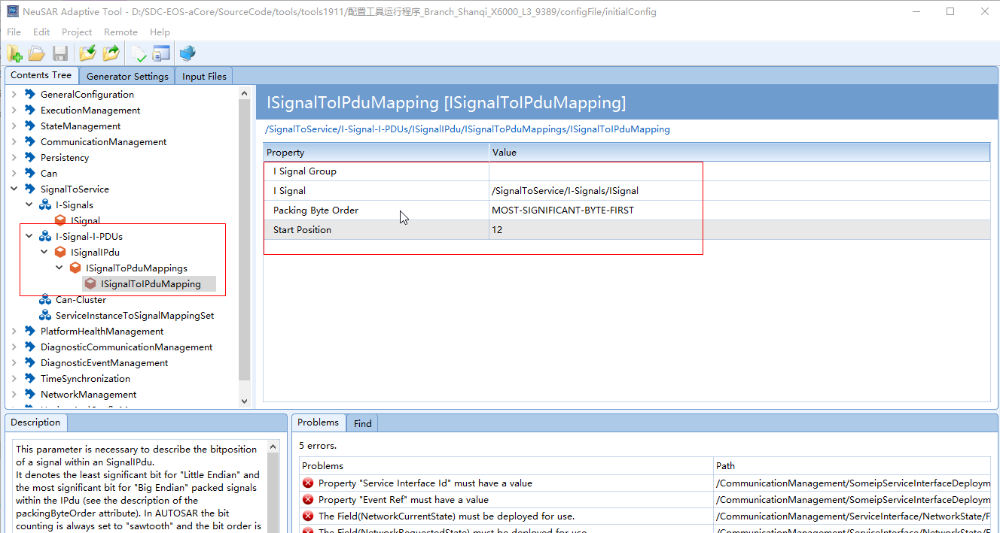 NeuSAR Adaptive Tool - D:/SDC-EOS-aCore/SourceCode/tools/tools1911/配置工具运行程序_Branch_Shanqi_X6000_L3_9389/configFile/initialConfig
File Edit Project Remote Help
Contents Tree Generator Settings Input Files
GeneralConfiguration
ExecutionManagement
StateManagement
CommunicationManagement
Persistency
Can
SignalToService
I-Signals
ISignal
I-Signal-I-PDUs
ISignalIPdu
ISignalToPduMappings
ISignalToIPduMapping
Can-Cluster
ServiceInstanceToSignalMappingSet
PlatformHealthManagement
DiagnosticCommunicationManagement
DiagnosticEventManagement
TimeSynchronization
NetworkManagement
ISignalToIPduMapping [ISignalToIPduMapping]
/SignalToService/I-Signal-I-PDUs/ISignalIPdu/ISignalToPduMappings/ISignalToIPduMapping
Property Value
I Signal Group
I Signal /SignalToService/I-Signals/ISignal
Packing Byte Order MOST-SIGNIFICANT-BYTE-FIRST
Start Position 12
Description
This parameter is necessary to describe the bitposition
of a signal within an SignalIPdu.
It denotes the least significant bit for "Little Endian" and
the most significant bit for "Big Endian" packed signals
within the IPdu (see the description of the
packingByteOrder attribute). In AUTOSAR the bit
counting is always set to "sawtooth" and the bit order is
Problems Find
5 errors.
Problems Path
Property "Service Interface Id" must have a value /CommunicationManagement/SomeipServiceInterfaceDeploym
Property "Event Ref" must have a value /CommunicationManagement/SomeipServiceInterfaceDeploym
The Field(NetworkCurrentState) must be deployed for use. /CommunicationManagement/ServiceInterface/NetworkState/F
The Field(NetworkRequestedState) must be deployed for use. /CommunicationManagement/ServiceInterface/NetworkState/F